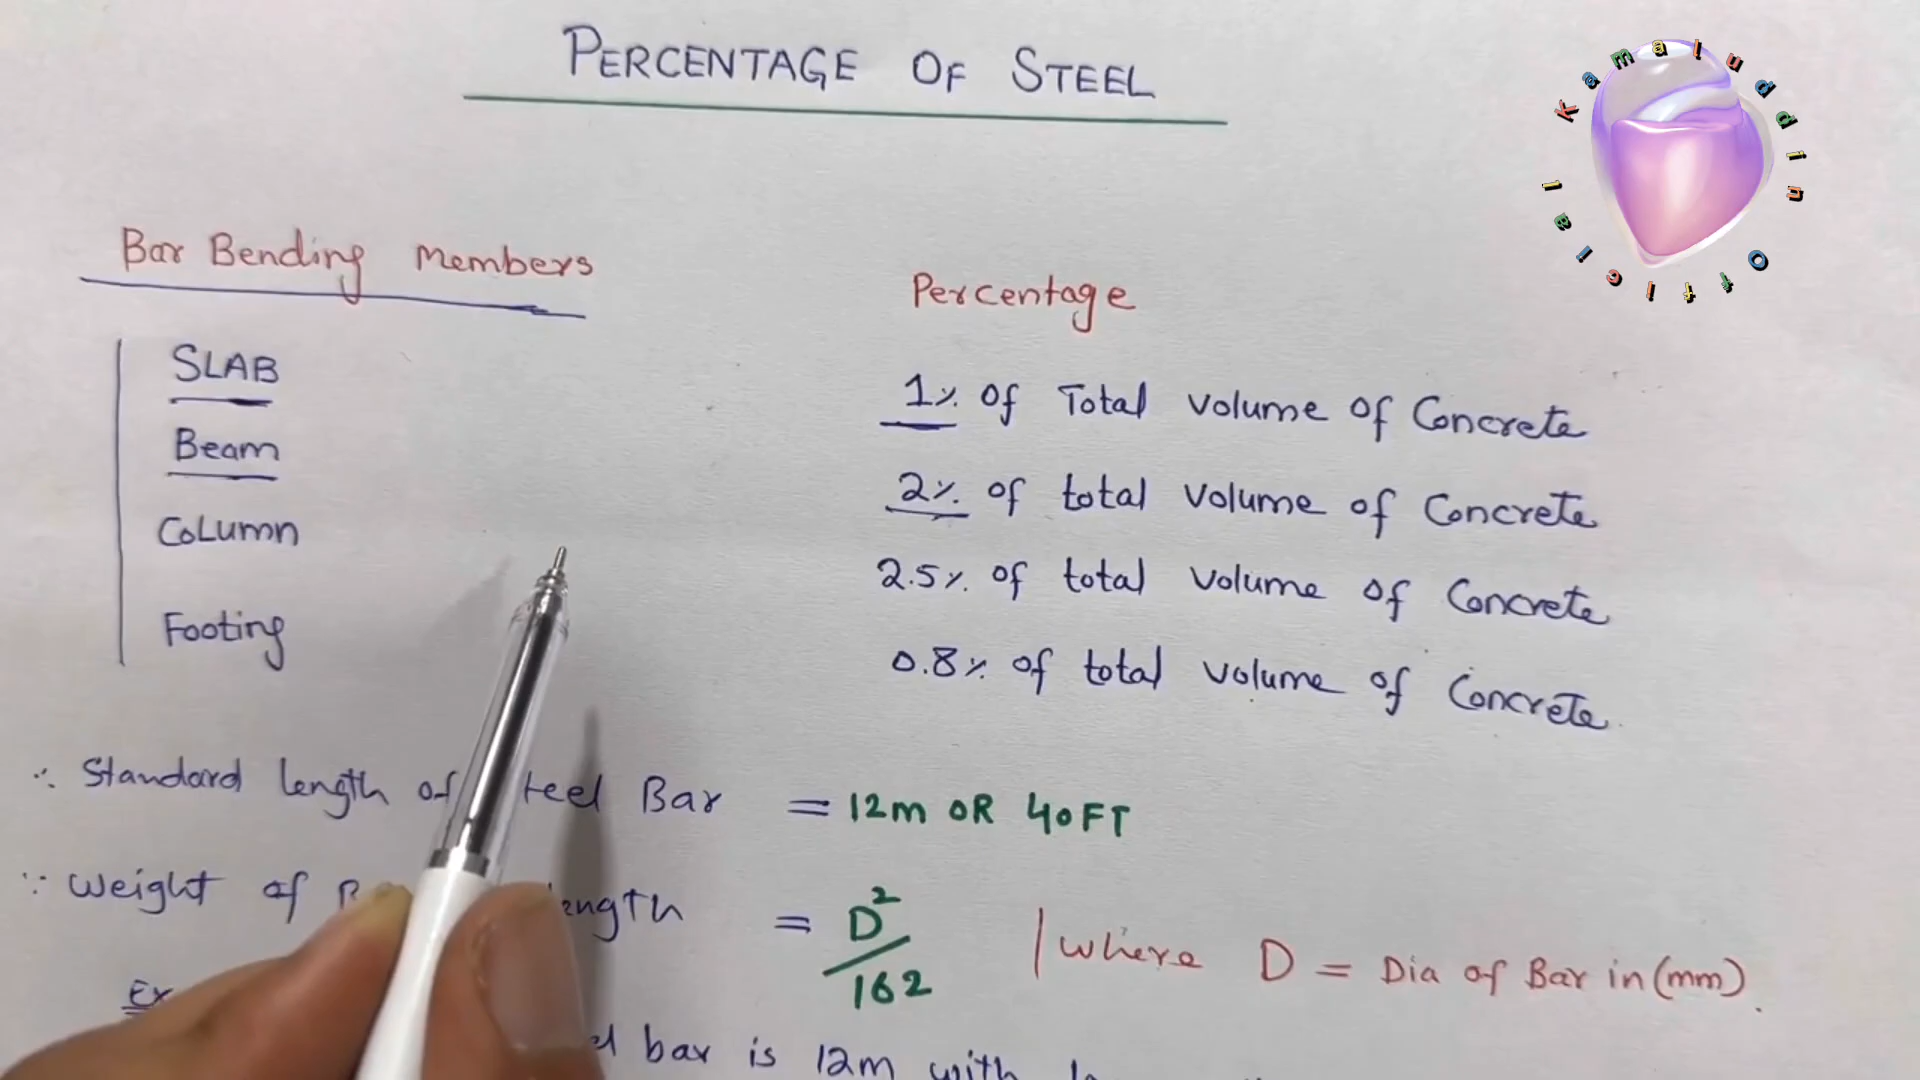 PERCENTAGE OF STEEL
Kamaluddin Official
Bar Bending Members
Percentage
SLAB
1% of Total volume of Concrete
Beam
2% of total volume of Concrete
Column
2.5% of total volume of Concrete
Footing
0.8% of total volume of Concrete
∴ Standard length of teel Bar = 12m OR 40FT
∵ Weight of = D²/162 | where D = Dia of Bar in (mm).
bar is 12m with